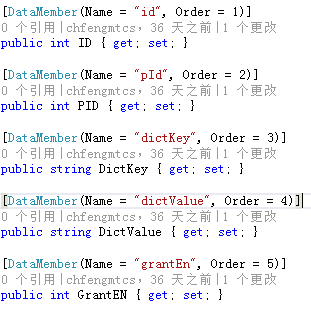 [DataMember(Name = "id", Order = 1)]
0 个引用|chfengmtcs，36 天之前|1 个更改
public int ID { get; set; }
[DataMember(Name = "pId", Order = 2)]
0 个引用|chfengmtcs，36 天之前|1 个更改
public int PID { get; set; }
[DataMember(Name = "dictKey", Order = 3)]
0 个引用|chfengmtcs，36 天之前|1 个更改
public string DictKey { get; set; }
[DataMember(Name = "dictValue", Order = 4)]
0 个引用|chfengmtcs，36 天之前|1 个更改
public string DictValue { get; set; }
[DataMember(Name = "grantEn", Order = 5)]
0 个引用|chfengmtcs，36 天之前|1 个更改
public int GrantEN { get; set; }